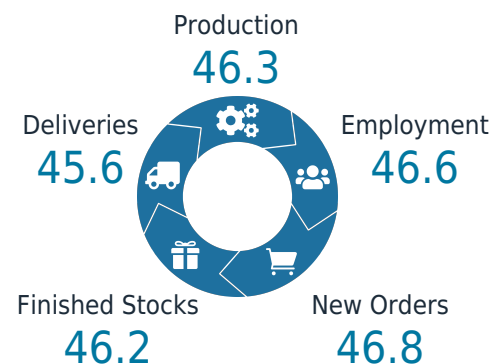 Production
46.3
Deliveries
45.6
Employment
46.6
Finished Stocks
46.2
New Orders
46.8